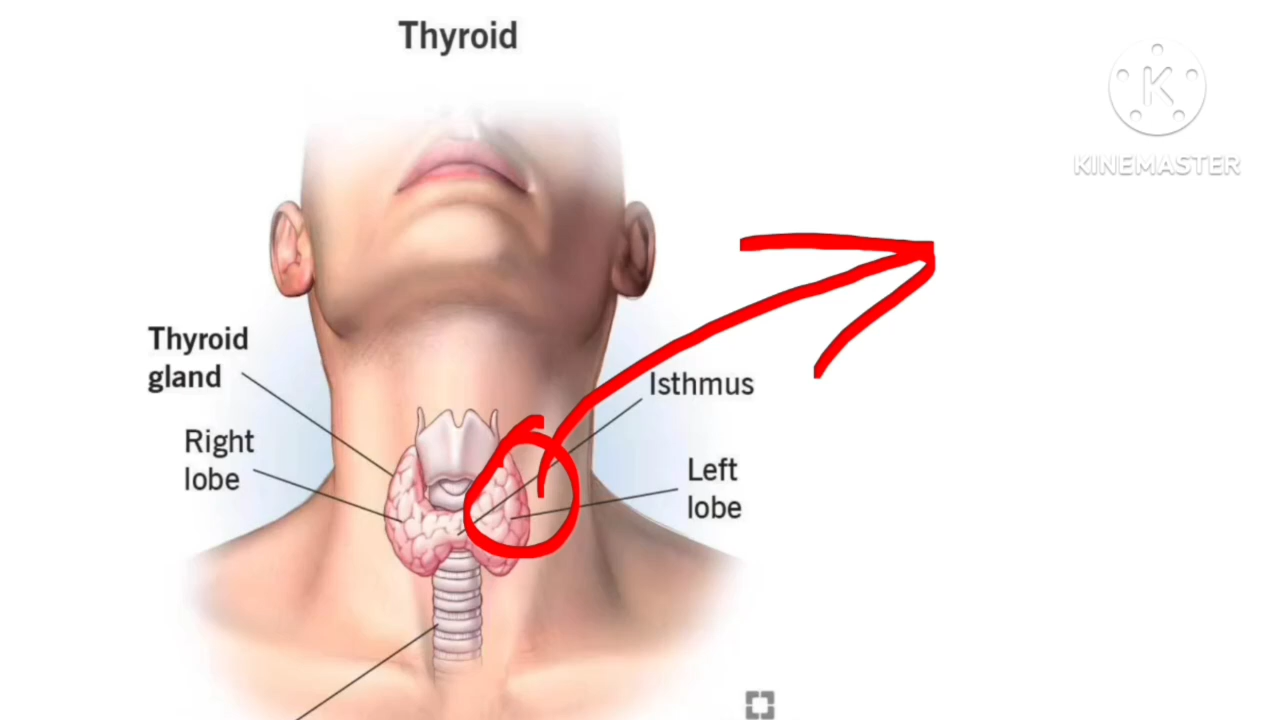 Thyroid
K
KINEMASTER
Thyroid
gland
Isthmus
Right
lobe
Left
lobe